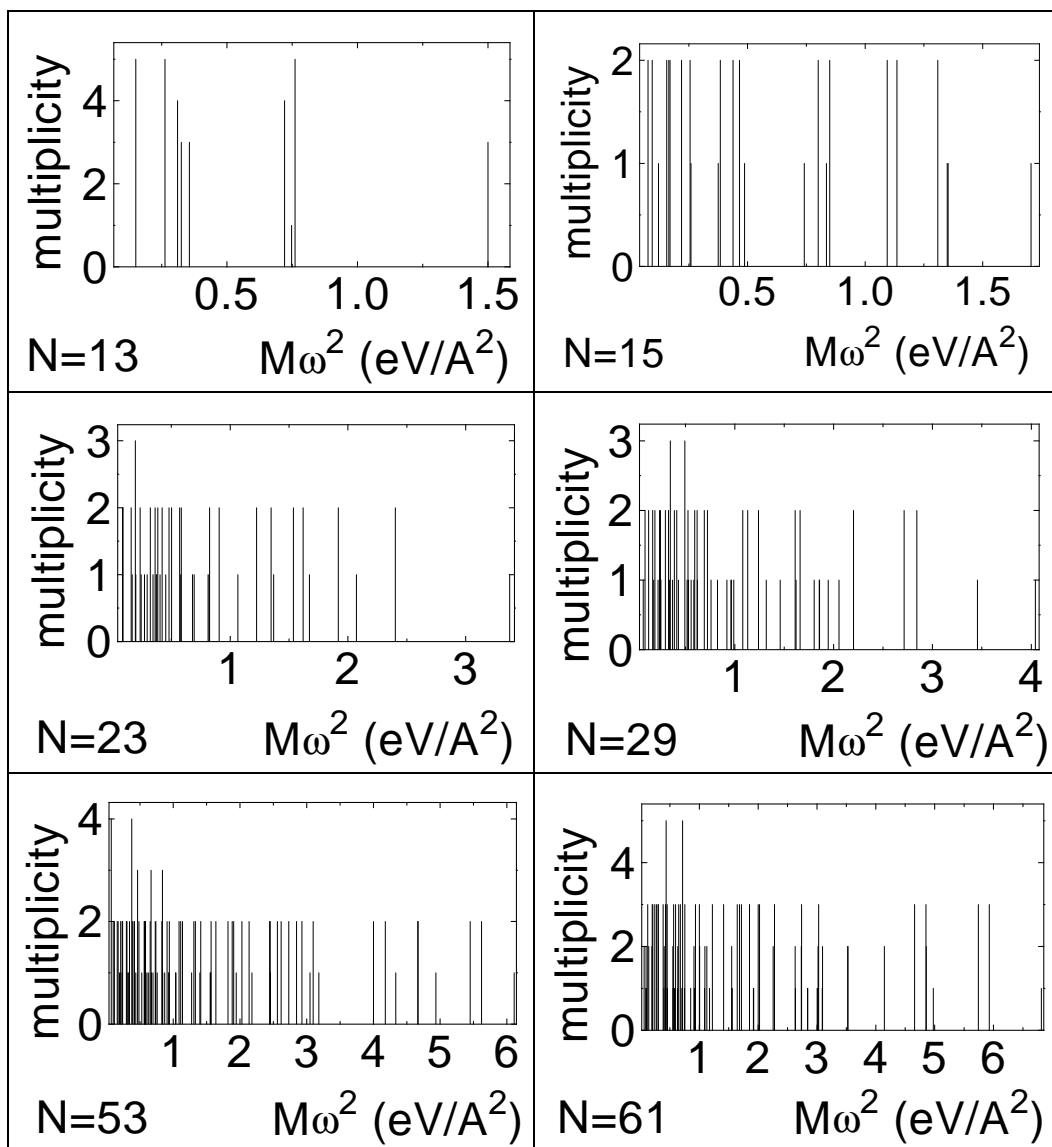 multiplicity
4
2
0
0.5 1.0 1.5
N=13 Mω² (eV/A²)
multiplicity
2
1
0
0.5 1.0 1.5
N=15 Mω² (eV/A²)
multiplicity
3
2
1
0
1 2 3
N=23 Mω² (eV/A²)
multiplicity
3
2
1
0
1 2 3 4
N=29 Mω² (eV/A²)
multiplicity
4
2
0
1 2 3 4 5 6
N=53 Mω² (eV/A²)
multiplicity
4
2
0
1 2 3 4 5 6
N=61 Mω² (eV/A²)